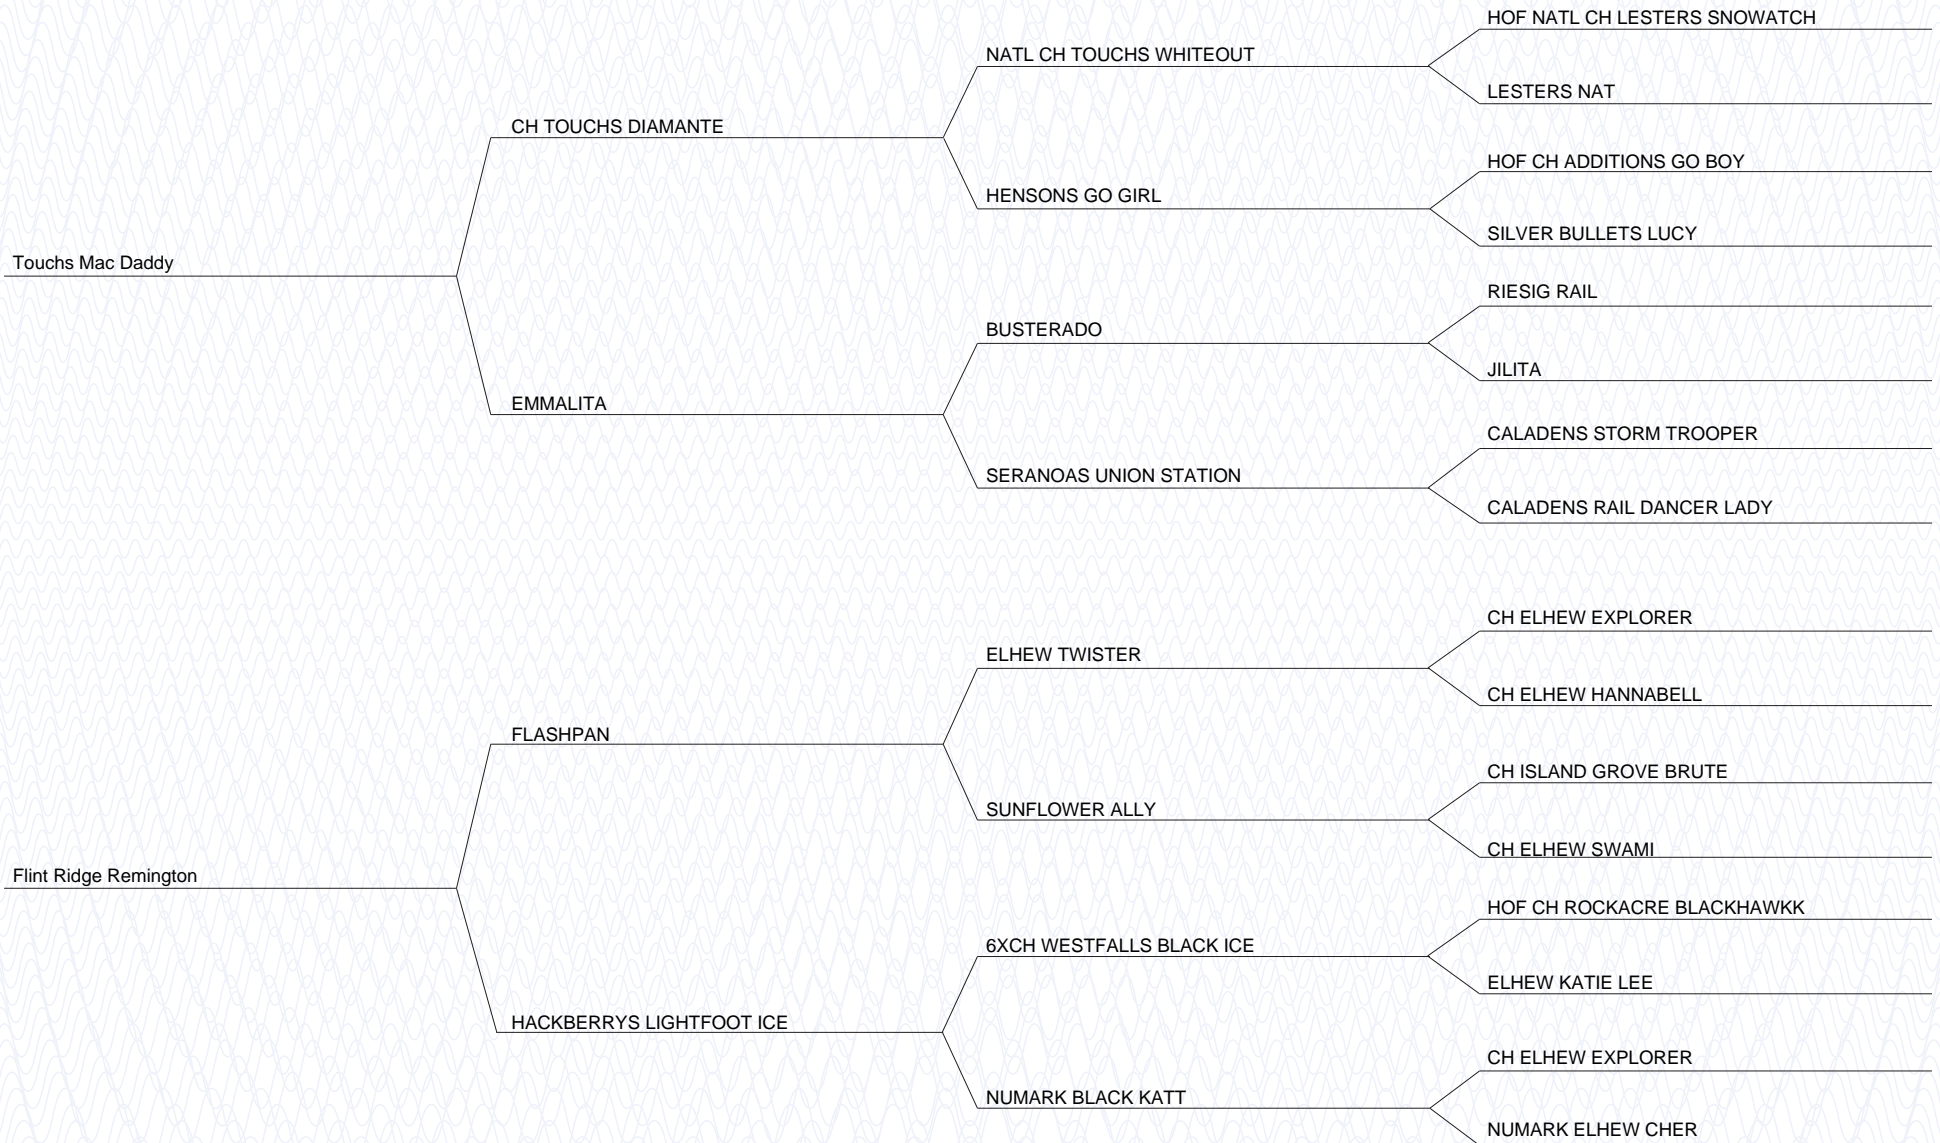 HOF NATL CH LESTERS SNOWATCH
NATL CH TOUCHS WHITEOUT
LESTERS NAT
CH TOUCHS DIAMANTE
HOF CH ADDITIONS GO BOY
HENSONS GO GIRL
SILVER BULLETS LUCY
Touchs Mac Daddy
RIESIG RAIL
BUSTERADO
JILITA
EMMALITA
CALADENS STORM TROOPER
SERANOAS UNION STATION
CALADENS RAIL DANCER LADY
CH ELHEW EXPLORER
ELHEW TWISTER
CH ELHEW HANNABELL
FLASHPAN
CH ISLAND GROVE BRUTE
SUNFLOWER ALLY
CH ELHEW SWAMI
Flint Ridge Remington
HOF CH ROCKACRE BLACKHAWKK
6XCH WESTFALLS BLACK ICE
ELHEW KATIE LEE
HACKBERRYS LIGHTFOOT ICE
CH ELHEW EXPLORER
NUMARK BLACK KATT
NUMARK ELHEW CHER